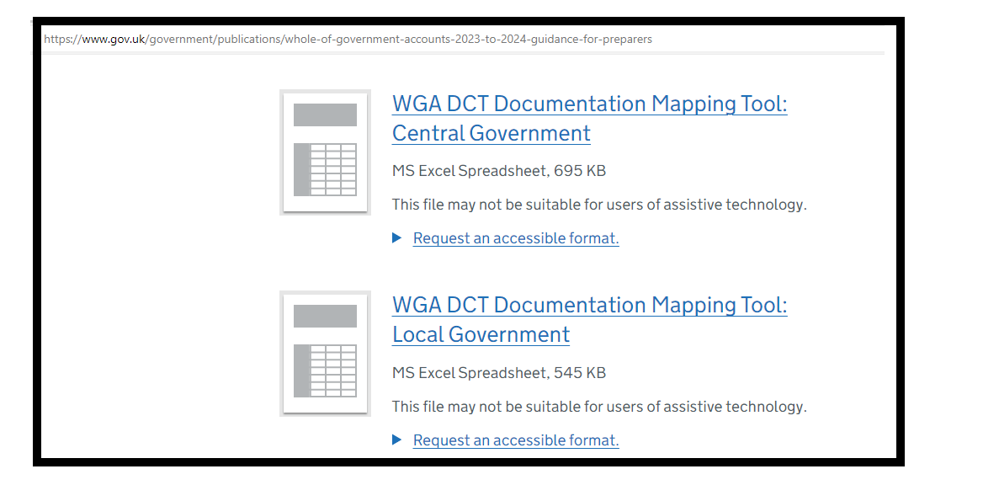 https://www.gov.uk/government/publications/whole-of-government-accounts-2023-to-2024-guidance-for-preparers
WGA DCT Documentation Mapping Tool:
Central Government
MS Excel Spreadsheet, 695 KB
This file may not be suitable for users of assistive technology.
Request an accessible format.
WGA DCT Documentation Mapping Tool:
Local Government
MS Excel Spreadsheet, 545 KB
This file may not be suitable for users of assistive technology.
Request an accessible format.